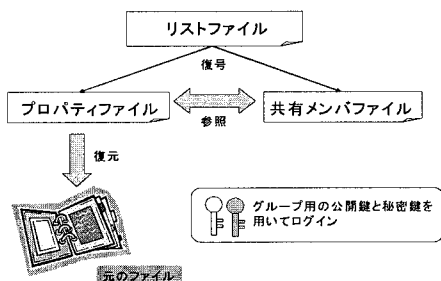 リストファイル
復号
プロパティファイル
共有メンバファイル
参照
復元
元のファイル
グループ用の公開鍵と秘密鍵を
用いてログイン